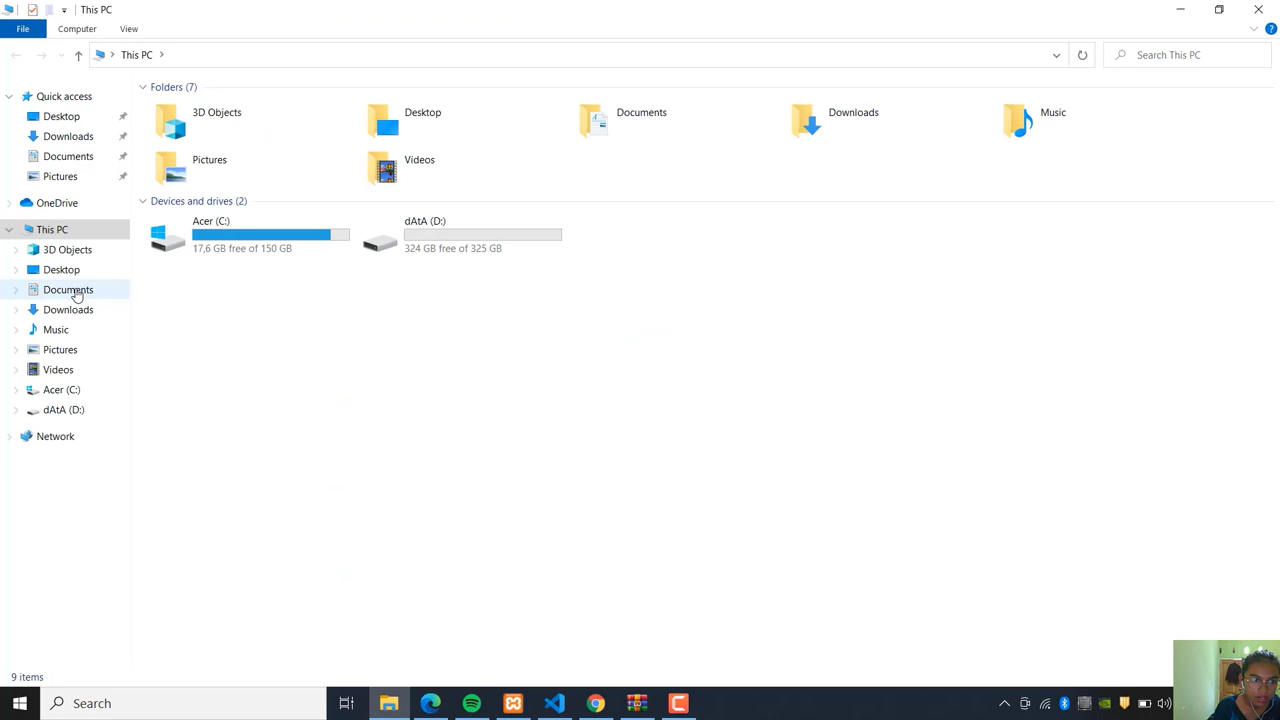 This PC
File Computer View
This PC
Search This PC
Quick access
Desktop
Downloads
Documents
Pictures
OneDrive
This PC
3D Objects
Desktop
Documents
Downloads
Music
Pictures
Videos
Acer (C:)
dAtA (D:)
Network
Folders (7)
3D Objects
Desktop
Documents
Downloads
Music
Pictures
Videos
Devices and drives (2)
Acer (C:)
17,6 GB free of 150 GB
dAtA (D:)
324 GB free of 325 GB
9 items
Search